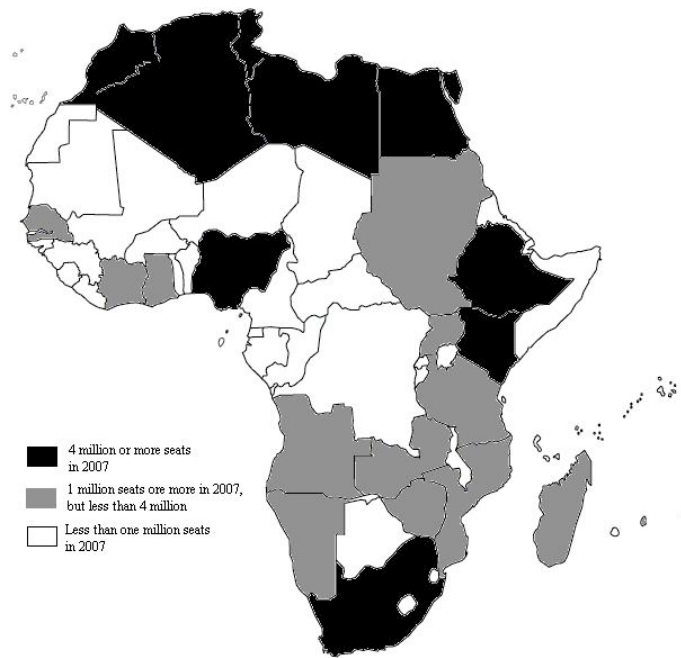 4 million or more seats
in 2007
1 million seats ore more in 2007,
but less than 4 million
Less than one million seats
in 2007